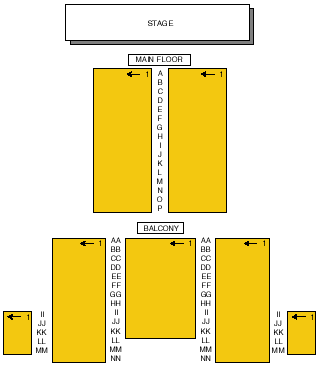 STAGE
MAIN FLOOR
1 A 1
B
C
D
E
F
G
H
I
J
K
L
M
N
O
P
BALCONY
1 AA 1 AA 1
BB BB
CC CC
DD DD
EE EE
FF FF
GG GG
HH HH
1 II II II II 1
JJ JJ JJ JJ
KK KK KK KK
LL LL LL LL
MM MM MM MM
NN NN